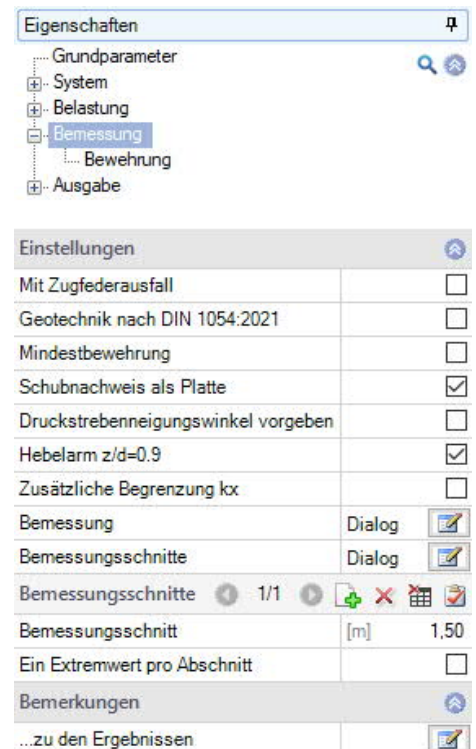 Eigenschaften
Grundparameter
System
Belastung
Bemessung
Bewehrung
Ausgabe
Einstellungen
Mit Zugfederausfall
Geotechnik nach DIN 1054:2021
Mindestbewehrung
Schubnachweis als Platte
Druckstrebenneigungswinkel vorgeben
Hebelarm z/d=0.9
Zusätzliche Begrenzung kx
Bemessung Dialog
Bemessungsschnitte Dialog
Bemessungsschnitte 1/1
Bemessungsschnitt [m] 1,50
Ein Extremwert pro Abschnitt
Bemerkungen
...zu den Ergebnissen